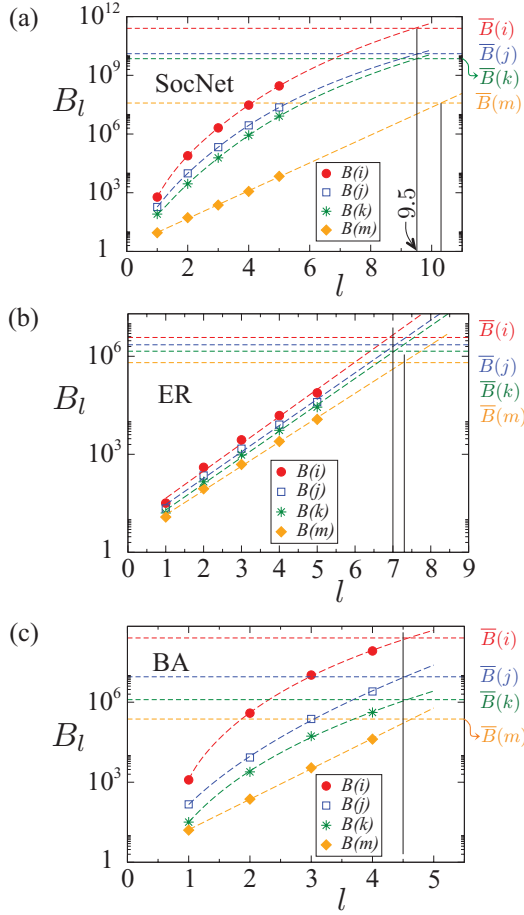 (a)
10^12
10^9
10^6
10^3
1
B_l
SocNet
B(i)
B(j)
B(k)
B(m)
9.5
0 2 4 6 8 10
l
B̅(i)
B̅(j)
B̅(k)
B̅(m)
(b)
10^6
10^3
1
B_l
ER
B(i)
B(j)
B(k)
B(m)
0 1 2 3 4 5 6 7 8 9
l
B̅(i)
B̅(j)
B̅(k)
B̅(m)
(c)
10^6
10^3
1
B_l
BA
B(i)
B(j)
B(k)
B(m)
0 1 2 3 4 5
l
B̅(i)
B̅(j)
B̅(k)
B̅(m)